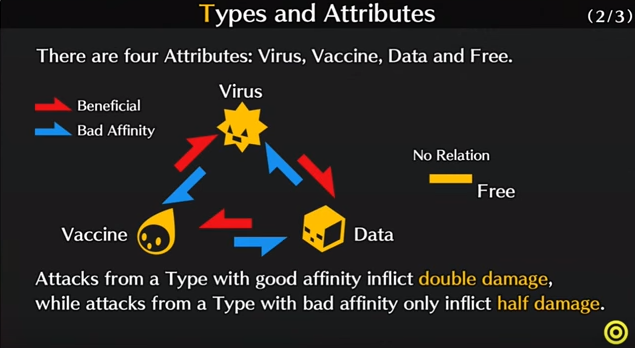 Types and Attributes
(2/3)
There are four Attributes: Virus, Vaccine, Data and Free.
Virus
Beneficial
Bad Affinity
No Relation
Free
Vaccine
Data
Attacks from a Type with good affinity inflict double damage,
while attacks from a Type with bad affinity only inflict half damage.